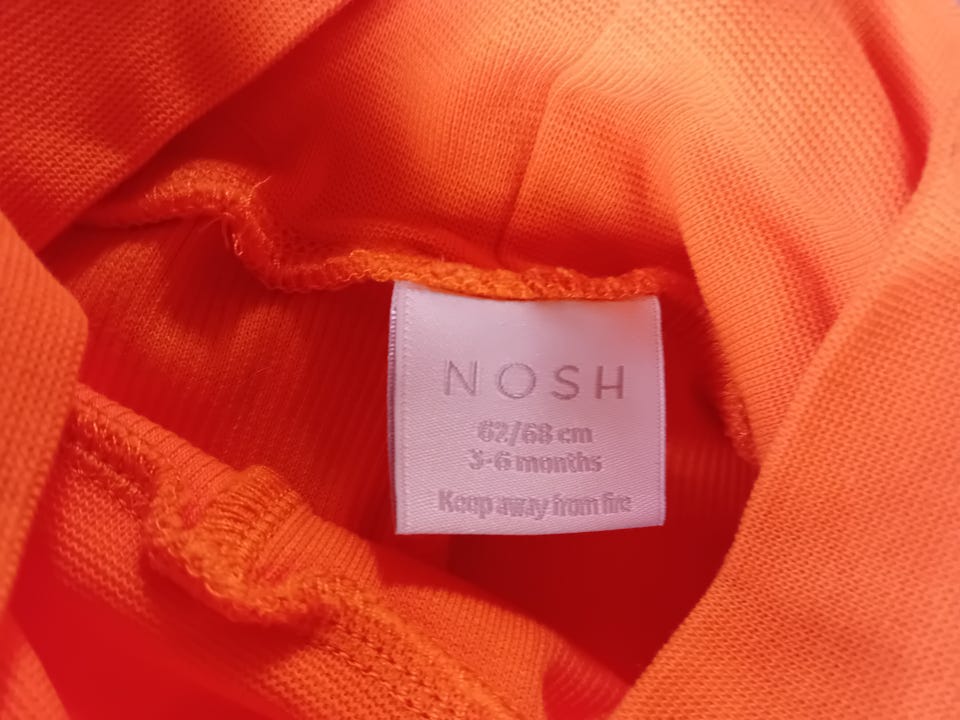 NOSH
62/68 cm
3-6 months
Keep away from fire